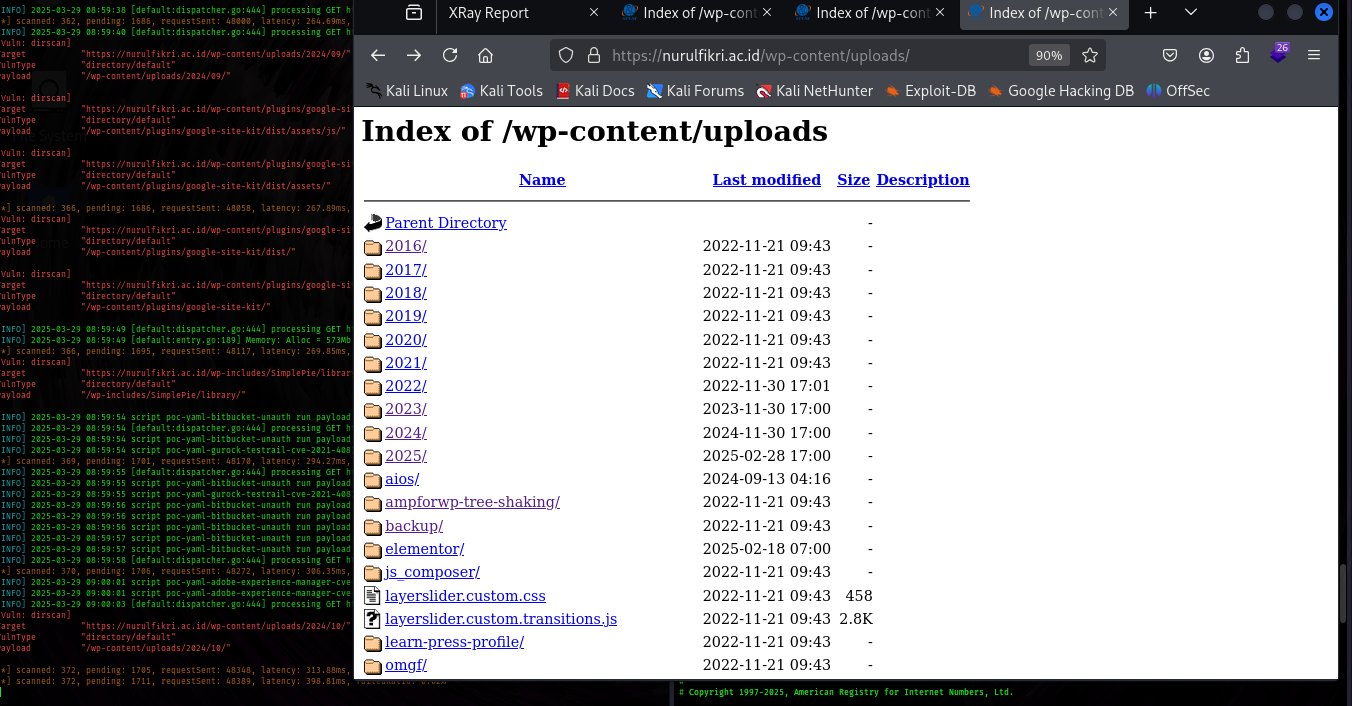 INFO] 2025-03-29 08:59:38 [default:dispatcher.go:444] processing GET h
*] scanned: 362, pending: 1686, requestSent: 48000, latency: 264.69ms,
INFO] 2025-03-29 08:59:40 [default:dispatcher.go:444] processing GET h
Vuln: dirscan]
arget "https://nurulfikri.ac.id/wp-content/uploads/2024/09/"
ulnType "directory/default"
ayload "/wp-content/uploads/2024/09/"
Vuln: dirscan]
arget "https://nurulfikri.ac.id/wp-content/plugins/google-si
ulnType "directory/default"
ayload "/wp-content/plugins/google-site-kit/dist/assets/js/"
Vuln: dirscan]
arget "https://nurulfikri.ac.id/wp-content/plugins/google-si
ulnType "directory/default"
ayload "/wp-content/plugins/google-site-kit/dist/assets/"
*] scanned: 366, pending: 1686, requestSent: 48058, latency: 267.89ms,
Vuln: dirscan]
arget "https://nurulfikri.ac.id/wp-content/plugins/google-si
ulnType "directory/default"
ayload "/wp-content/plugins/google-site-kit/dist/"
Vuln: dirscan]
arget "https://nurulfikri.ac.id/wp-content/plugins/google-si
ulnType "directory/default"
ayload "/wp-content/plugins/google-site-kit/"
INFO] 2025-03-29 08:59:49 [default:dispatcher.go:444] processing GET h
INFO] 2025-03-29 08:59:49 [default:entry.go:189] Memory: Alloc = 573Mb
*] scanned: 366, pending: 1695, requestSent: 48117, latency: 269.85ms,
Vuln: dirscan]
arget "https://nurulfikri.ac.id/wp-includes/SimplePie/librar
ulnType "directory/default"
ayload "/wp-includes/SimplePie/library/"
INFO] 2025-03-29 08:59:54 script poc-yaml-bitbucket-unauth run payload
INFO] 2025-03-29 08:59:54 [default:dispatcher.go:444] processing GET h
INFO] 2025-03-29 08:59:54 script poc-yaml-bitbucket-unauth run payload
INFO] 2025-03-29 08:59:54 script poc-yaml-gurock-testrail-cve-2021-408
*] scanned: 369, pending: 1701, requestSent: 48170, latency: 294.27ms,
INFO] 2025-03-29 08:59:55 [default:dispatcher.go:444] processing GET h
INFO] 2025-03-29 08:59:55 script poc-yaml-bitbucket-unauth run payload
INFO] 2025-03-29 08:59:55 script poc-yaml-gurock-testrail-cve-2021-408
INFO] 2025-03-29 08:59:56 script poc-yaml-bitbucket-unauth run payload
INFO] 2025-03-29 08:59:56 script poc-yaml-bitbucket-unauth run payload
INFO] 2025-03-29 08:59:56 script poc-yaml-bitbucket-unauth run payload
INFO] 2025-03-29 08:59:57 script poc-yaml-bitbucket-unauth run payload
INFO] 2025-03-29 08:59:57 script poc-yaml-bitbucket-unauth run payload
INFO] 2025-03-29 08:59:58 [default:dispatcher.go:444] processing GET h
*] scanned: 370, pending: 1706, requestSent: 48272, latency: 306.35ms,
INFO] 2025-03-29 09:00:01 script poc-yaml-adobe-experience-manager-cve
INFO] 2025-03-29 09:00:01 script poc-yaml-adobe-experience-manager-cve
INFO] 2025-03-29 09:00:03 [default:dispatcher.go:444] processing GET h
Vuln: dirscan]
arget "https://nurulfikri.ac.id/wp-content/uploads/2024/10/"
ulnType "directory/default"
ayload "/wp-content/uploads/2024/10/"
*] scanned: 372, pending: 1705, requestSent: 48348, latency: 313.88ms,
*] scanned: 372, pending: 1711, requestSent: 48389, latency: 398.81ms,
XRay Report
Index of /wp-cont
Index of /wp-cont
Index of /wp-cont
https://nurulfikri.ac.id/wp-content/uploads/
90%
26
Kali Linux Kali Tools Kali Docs Kali Forums Kali NetHunter Exploit-DB Google Hacking DB OffSec
Index of /wp-content/uploads
Name Last modified Size Description
Parent Directory -
2016/ 2022-11-21 09:43 -
2017/ 2022-11-21 09:43 -
2018/ 2022-11-21 09:43 -
2019/ 2022-11-21 09:43 -
2020/ 2022-11-21 09:43 -
2021/ 2022-11-21 09:43 -
2022/ 2022-11-30 17:01 -
2023/ 2023-11-30 17:00 -
2024/ 2024-11-30 17:00 -
2025/ 2025-02-28 17:00 -
aios/ 2024-09-13 04:16 -
ampforwp-tree-shaking/ 2022-11-21 09:43 -
backup/ 2022-11-21 09:43 -
elementor/ 2025-02-18 07:00 -
js_composer/ 2022-11-21 09:43 -
layerslider.custom.css 2022-11-21 09:43 458
layerslider.custom.transitions.js 2022-11-21 09:43 2.8K
learn-press-profile/ 2022-11-21 09:43 -
omgf/ 2022-11-21 09:43 -
# Copyright 1997-2025, American Registry for Internet Numbers, Ltd.